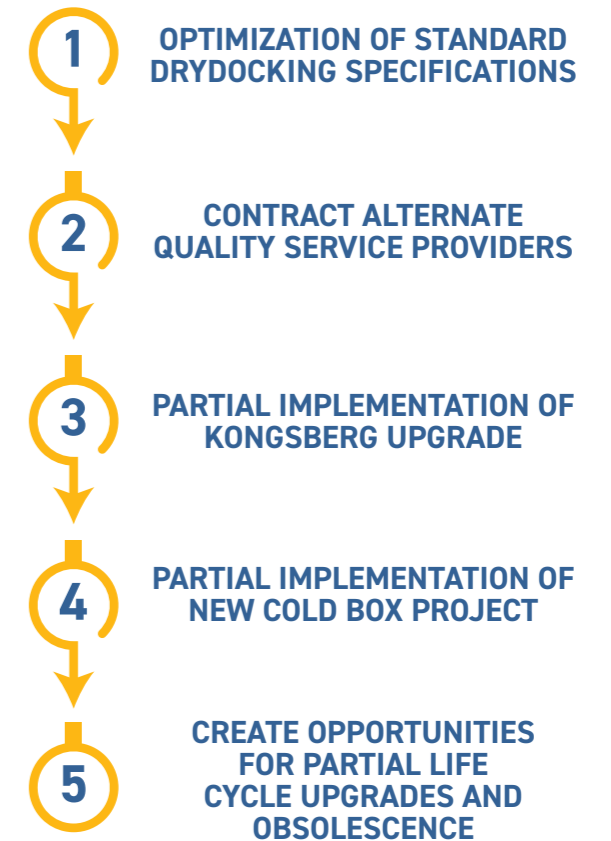 1
OPTIMIZATION OF STANDARD
DRYDOCKING SPECIFICATIONS
2
CONTRACT ALTERNATE
QUALITY SERVICE PROVIDERS
3
PARTIAL IMPLEMENTATION OF
KONGSBERG UPGRADE
4
PARTIAL IMPLEMENTATION OF
NEW COLD BOX PROJECT
5
CREATE OPPORTUNITIES
FOR PARTIAL LIFE
CYCLE UPGRADES AND
OBSOLESCENCE